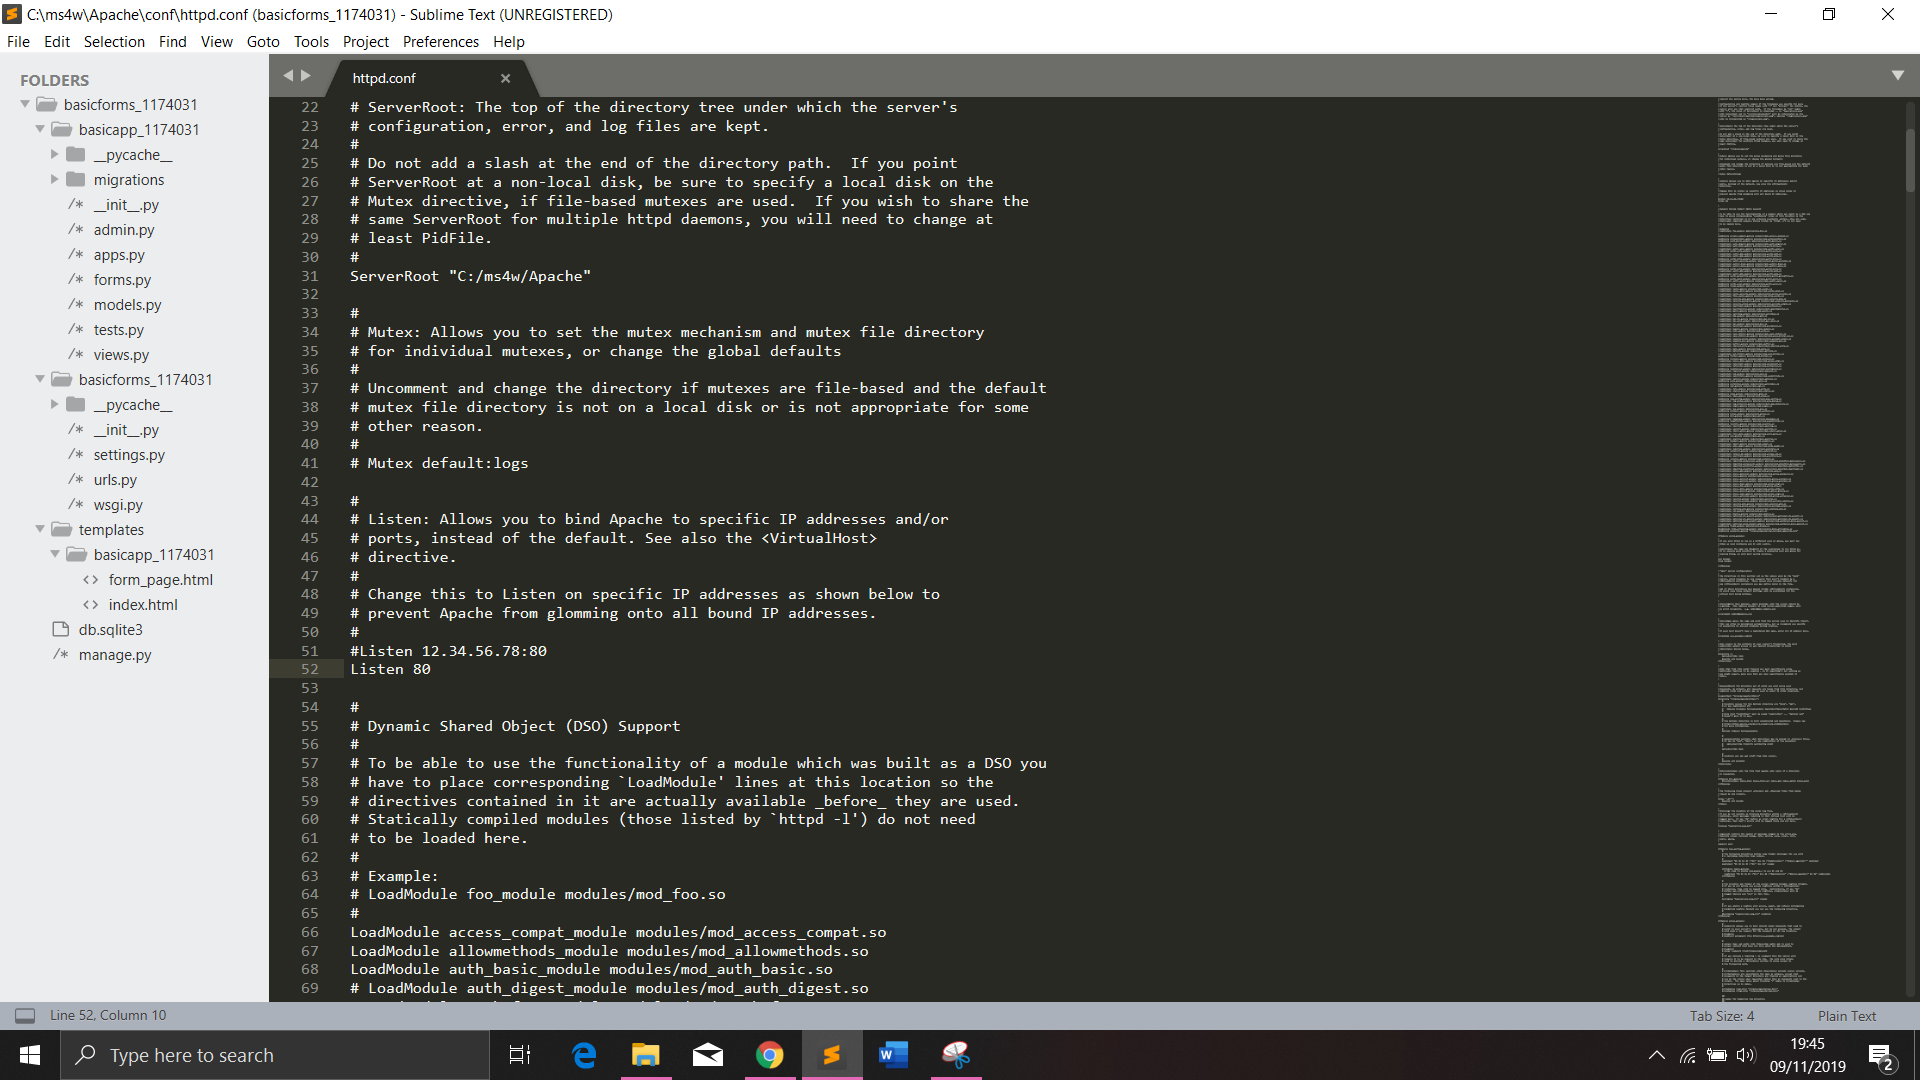 C:\ms4w\Apache\conf\httpd.conf (basicforms_1174031) - Sublime Text (UNREGISTERED)
File Edit Selection Find View Goto Tools Project Preferences Help
FOLDERS
basicforms_1174031
basicapp_1174031
__pycache__
migrations
/* __init__.py
/* admin.py
/* apps.py
/* forms.py
/* models.py
/* tests.py
/* views.py
basicforms_1174031
__pycache__
/* __init__.py
/* settings.py
/* urls.py
/* wsgi.py
templates
basicapp_1174031
<> form_page.html
<> index.html
db.sqlite3
/* manage.py
httpd.conf
22 # ServerRoot: The top of the directory tree under which the server's
23 # configuration, error, and log files are kept.
24 #
25 # Do not add a slash at the end of the directory path.  If you point
26 # ServerRoot at a non-local disk, be sure to specify a local disk on the
27 # Mutex directive, if file-based mutexes are used.  If you wish to share the
28 # same ServerRoot for multiple httpd daemons, you will need to change at
29 # least PidFile.
30 #
31 ServerRoot "C:/ms4w/Apache"
32
33 #
34 # Mutex: Allows you to set the mutex mechanism and mutex file directory
35 # for individual mutexes, or change the global defaults
36 #
37 # Uncomment and change the directory if mutexes are file-based and the default
38 # mutex file directory is not on a local disk or is not appropriate for some
39 # other reason.
40 #
41 # Mutex default:logs
42
43 #
44 # Listen: Allows you to bind Apache to specific IP addresses and/or
45 # ports, instead of the default. See also the <VirtualHost>
46 # directive.
47 #
48 # Change this to Listen on specific IP addresses as shown below to
49 # prevent Apache from glomming onto all bound IP addresses.
50 #
51 #Listen 12.34.56.78:80
52 Listen 80
53
54 #
55 # Dynamic Shared Object (DSO) Support
56 #
57 # To be able to use the functionality of a module which was built as a DSO you
58 # have to place corresponding `LoadModule' lines at this location so the
59 # directives contained in it are actually available _before_ they are used.
60 # Statically compiled modules (those listed by `httpd -l') do not need
61 # to be loaded here.
62 #
63 # Example:
64 # LoadModule foo_module modules/mod_foo.so
65 #
66 LoadModule access_compat_module modules/mod_access_compat.so
67 LoadModule allowmethods_module modules/mod_allowmethods.so
68 LoadModule auth_basic_module modules/mod_auth_basic.so
69 # LoadModule auth_digest_module modules/mod_auth_digest.so
Line 52, Column 10
Tab Size: 4
Plain Text
Type here to search
19:45
09/11/2019
2